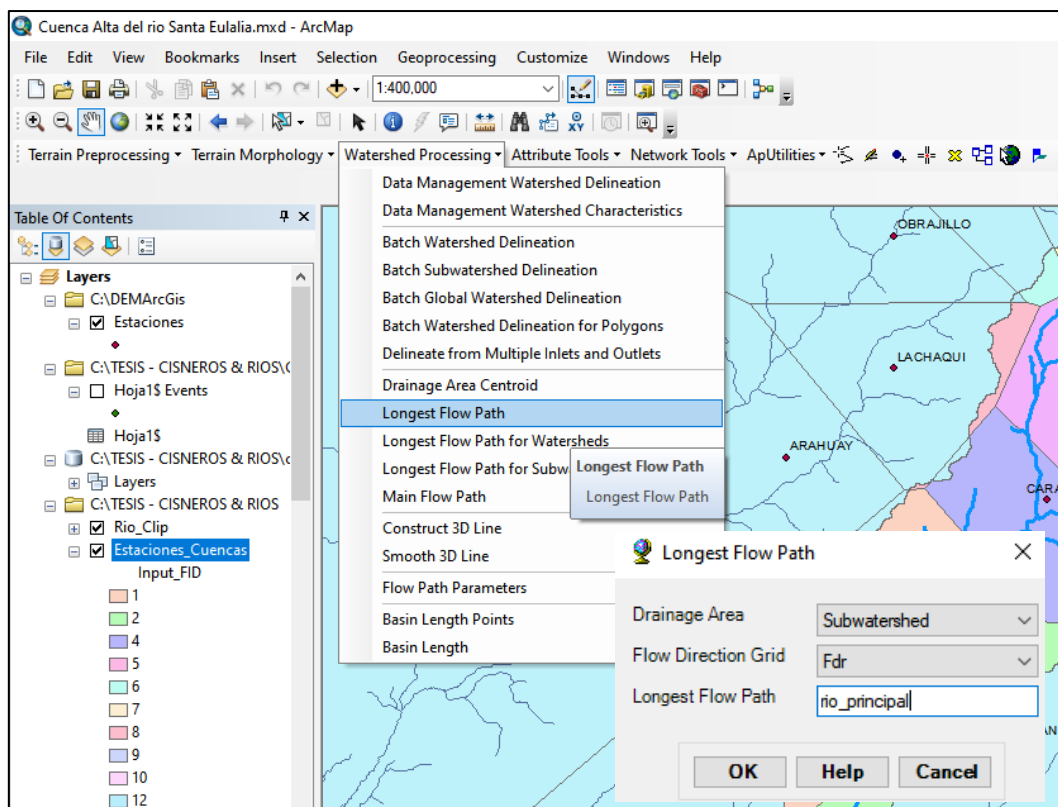 Cuenca Alta del rio Santa Eulalia.mxd - ArcMap
File Edit View Bookmarks Insert Selection Geoprocessing Customize Windows Help
1:400,000
Terrain Preprocessing Terrain Morphology Watershed Processing Attribute Tools Network Tools ApUtilities
Data Management Watershed Delineation
Data Management Watershed Characteristics
Batch Watershed Delineation
Batch Subwatershed Delineation
Batch Global Watershed Delineation
Batch Watershed Delineation for Polygons
Delineate from Multiple Inlets and Outlets
Drainage Area Centroid
Longest Flow Path
Longest Flow Path for Watersheds
Longest Flow Path for Subw
Main Flow Path
Construct 3D Line
Smooth 3D Line
Flow Path Parameters
Basin Length Points
Basin Length
Longest Flow Path
Longest Flow Path
Table Of Contents
Layers
C:\DEMArcGis
Estaciones
C:\TESIS - CISNEROS & RIOS\
Hoja1$ Events
Hoja1$
C:\TESIS - CISNEROS & RIOS\
Layers
C:\TESIS - CISNEROS & RIOS
Rio_Clip
Estaciones_Cuencas
Input_FID
1
2
4
5
6
7
8
9
10
12
OBRAJILLO
LACHAQUI
ARAHUAY
CARA
AN
Longest Flow Path
Drainage Area Subwatershed
Flow Direction Grid Fdr
Longest Flow Path rio_principal
OK Help Cancel